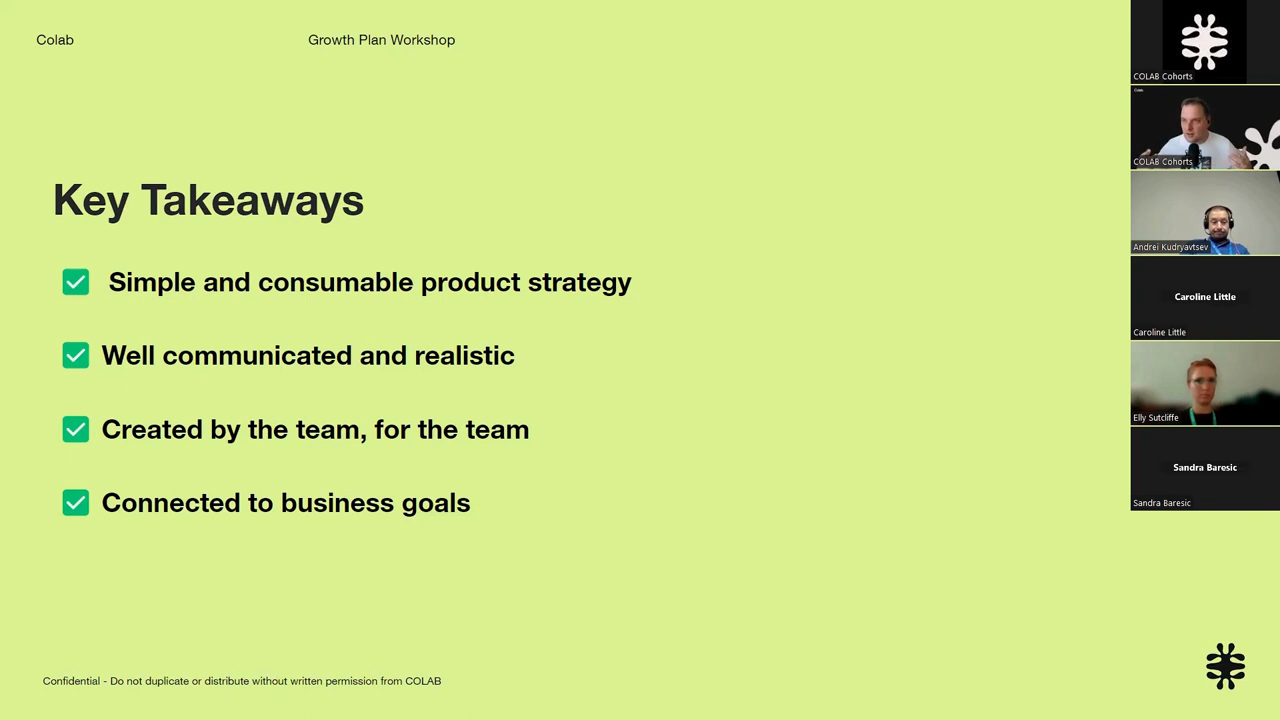 Colab
Growth Plan Workshop
Key Takeaways
Simple and consumable product strategy
Well communicated and realistic
Created by the team, for the team
Connected to business goals
Confidential - Do not duplicate or distribute without written permission from COLAB
COLAB Cohorts
COLAB Cohorts
Andrei Kudryavtsev
Caroline Little
Caroline Little
Elly Sutcliffe
Sandra Baresic
Sandra Baresic